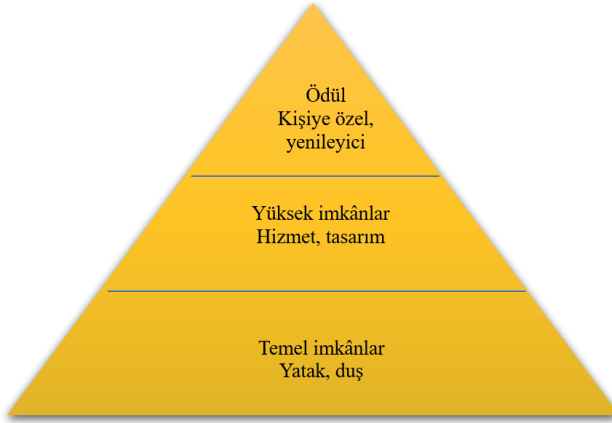 Ödül
Kişiye özel,
yenileyici
Yüksek imkânlar
Hizmet, tasarım
Temel imkânlar
Yatak, duş